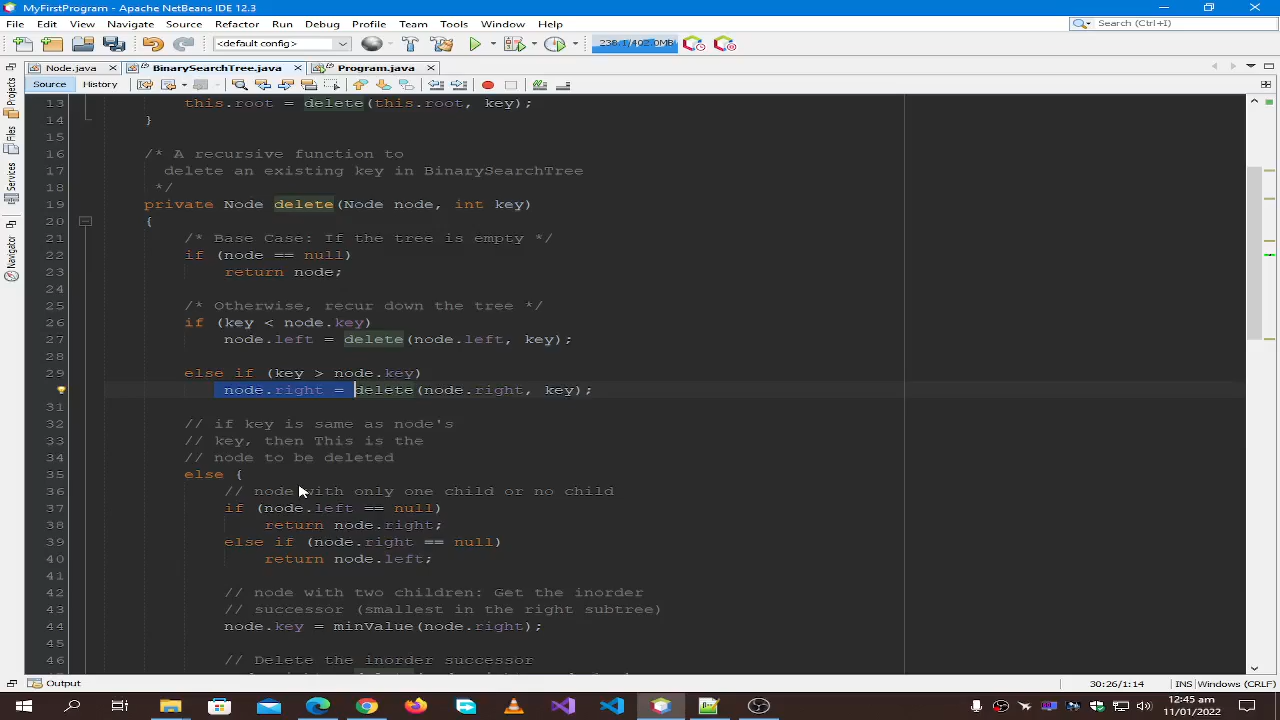 MyFirstProgram - Apache NetBeans IDE 12.3
File Edit View Navigate Source Refactor Run Debug Profile Team Tools Window Help
Search (Ctrl+I)
<default config>
238.1/402.0MB
Node.java
BinarySearchTree.java
Program.java
Source History
Projects
Files
Services
Navigator
13 this.root = delete(this.root, key);
14 }
15
16 /* A recursive function to
17 delete an existing key in BinarySearchTree
18 */
19 private Node delete(Node node, int key)
20 {
21 /* Base Case: If the tree is empty */
22 if (node == null)
23 return node;
24
25 /* Otherwise, recur down the tree */
26 if (key < node.key)
27 node.left = delete(node.left, key);
28
29 else if (key > node.key)
node.right = delete(node.right, key);
31
32 // if key is same as node's
33 // key, then This is the
34 // node to be deleted
35 else {
36 // node with only one child or no child
37 if (node.left == null)
38 return node.right;
39 else if (node.right == null)
40 return node.left;
41
42 // node with two children: Get the inorder
43 // successor (smallest in the right subtree)
44 node.key = minValue(node.right);
45
46 // Delete the inorder successor
Output
30:26/1:14
INS
Windows (CRLF)
12:45 AM
11/01/2022